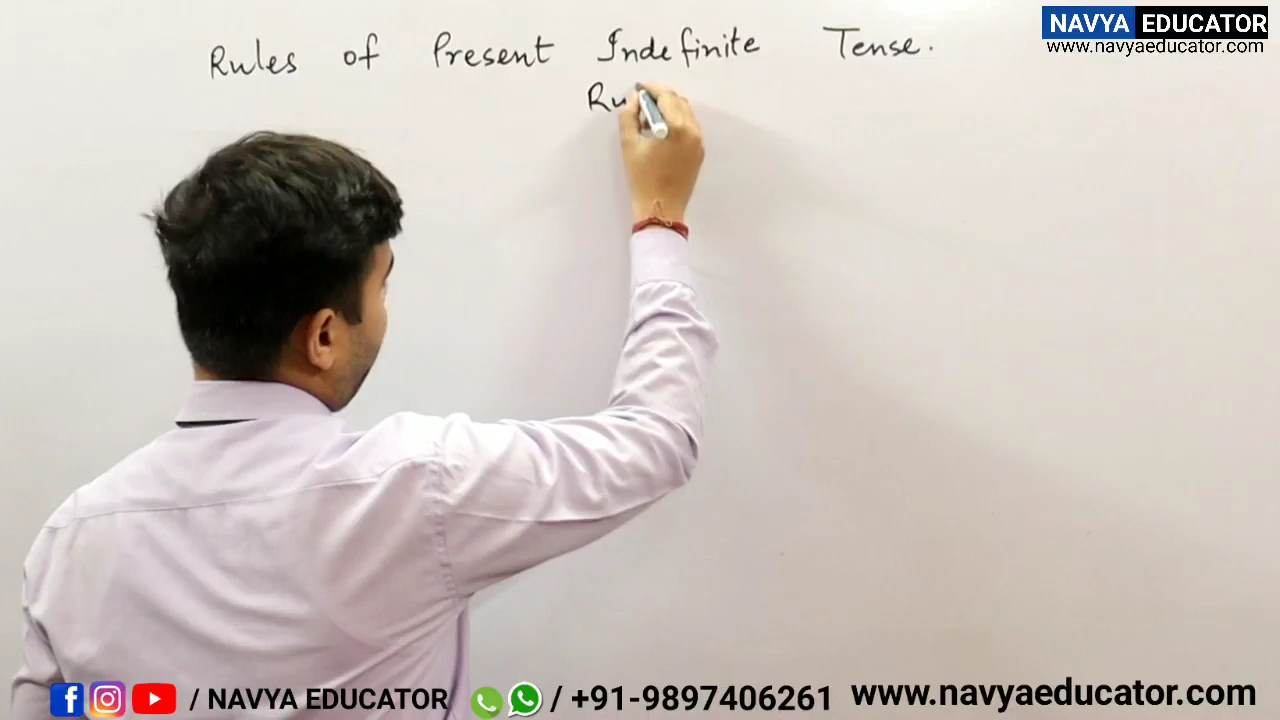 NAVYA EDUCATOR
www.navyaeducator.com
Rules of Present Indefinite Tense.
Ru
/ NAVYA EDUCATOR / +91-9897406261 www.navyaeducator.com